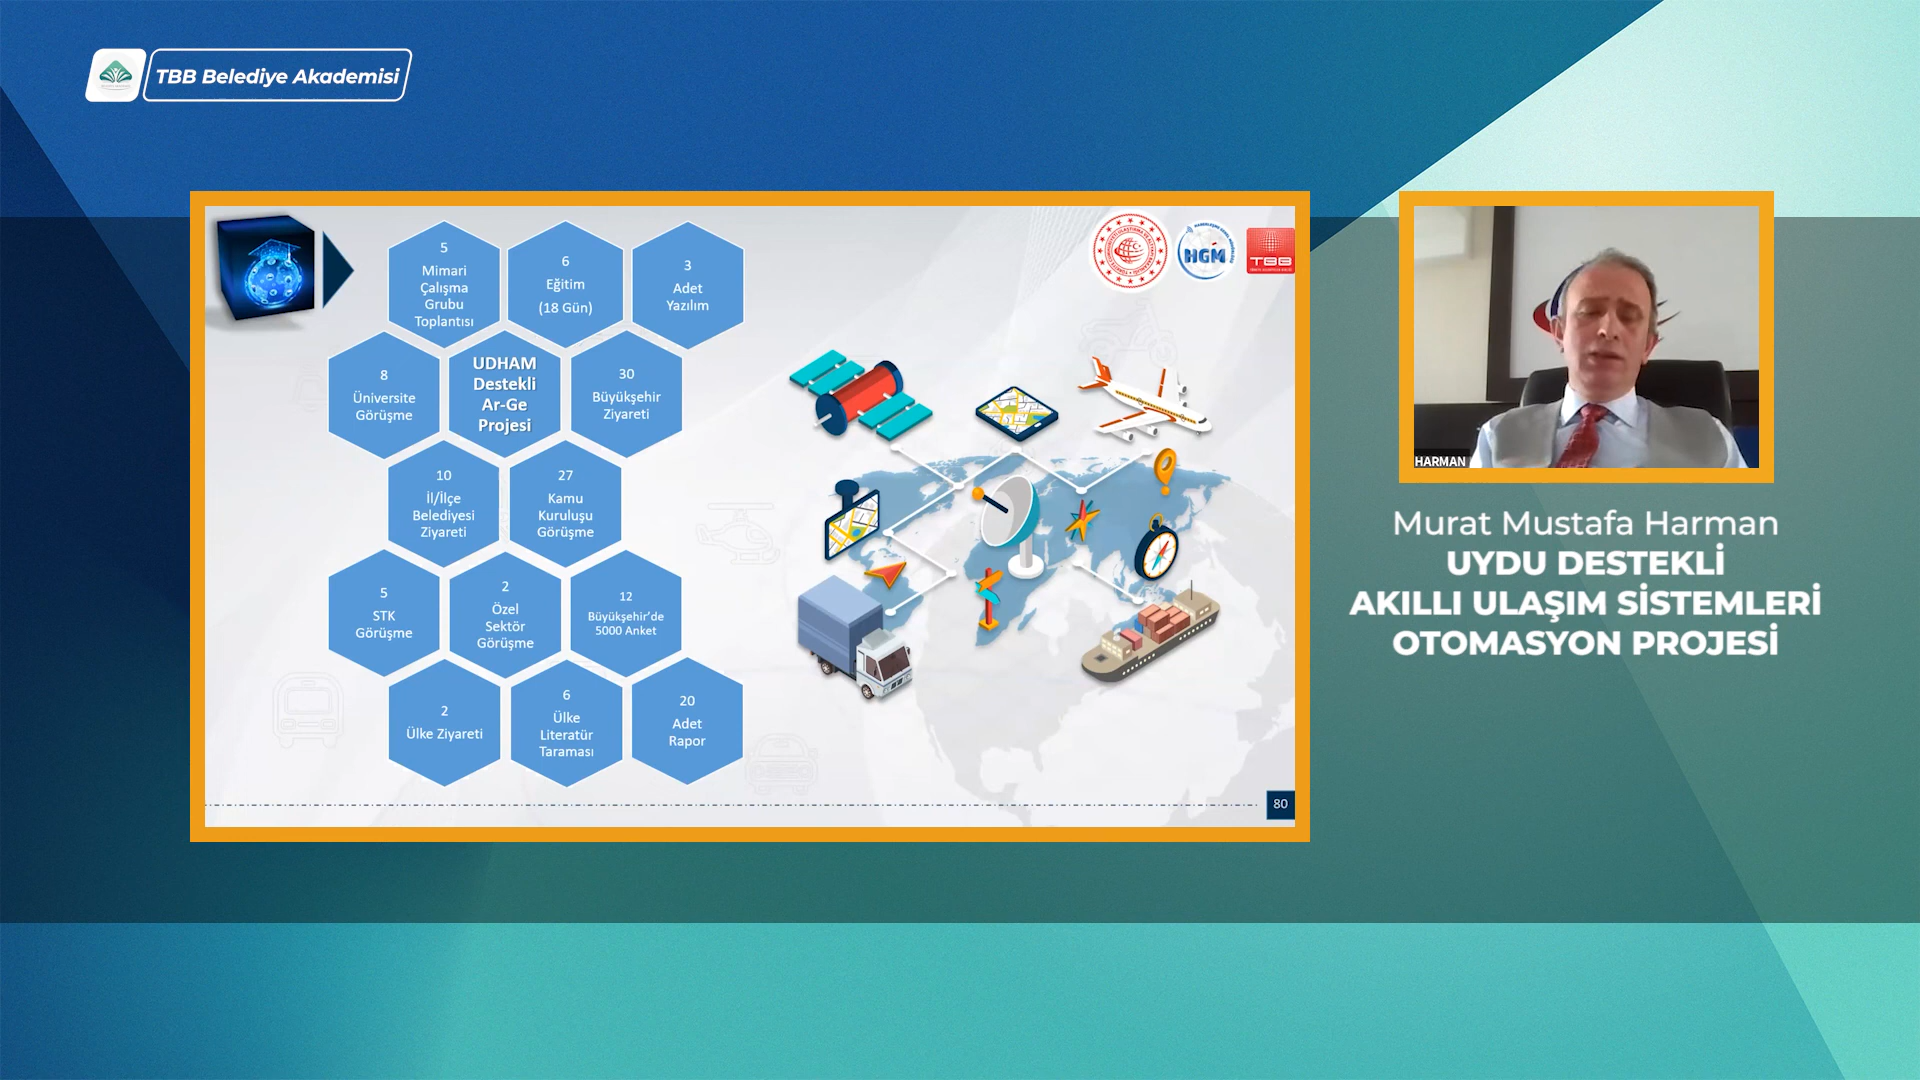 TBB Belediye Akademisi
5
Mimari
Çalışma
Grubu
Toplantısı
6
Eğitim
(18 Gün)
3
Adet
Yazılım
8
Üniversite
Görüşme
UDHAM
Destekli
Ar-Ge
Projesi
30
Büyükşehir
Ziyareti
10
İl/İlçe
Belediyesi
Ziyareti
27
Kamu
Kuruluşu
Görüşme
5
STK
Görüşme
2
Özel
Sektör
Görüşme
12
Büyükşehir'de
5000 Anket
2
Ülke Ziyareti
6
Ülke
Literatür
Taraması
20
Adet
Rapor
HGM
TBB
80
HARMAN
Murat Mustafa Harman
UYDU DESTEKLİ
AKILLI ULAŞIM SİSTEMLERİ
OTOMASYON PROJESİ